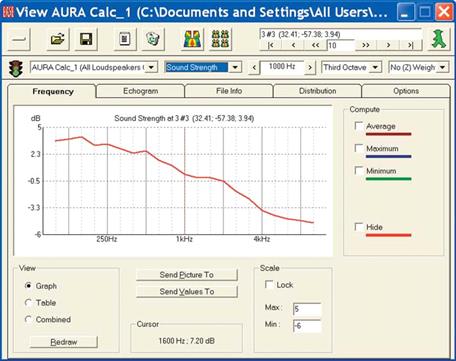 View AURA Calc_1 (C:\Documents and Settings\All Users\...
3 #3 (32.41; -57.38; 3.94)
|< < << 10 >> > >|
AURA Calc_1 (All Loudspeakers Sound Strength < 1000 Hz > Third Octave No (Z) Weigh
Frequency Echogram File Info Distribution Options
dB Sound Strength at 3 #3 (32.41; -57.38; 3.94)
5
2.3
-0.5
-3.3
-6
250Hz 1kHz 4kHz
Compute
Average
Maximum
Minimum
Hide
View
Graph
Table
Combined
Redraw
Send Picture To
Send Values To
Cursor
1600 Hz ; 7.20 dB
Scale
Lock
Max : 5
Min : -6